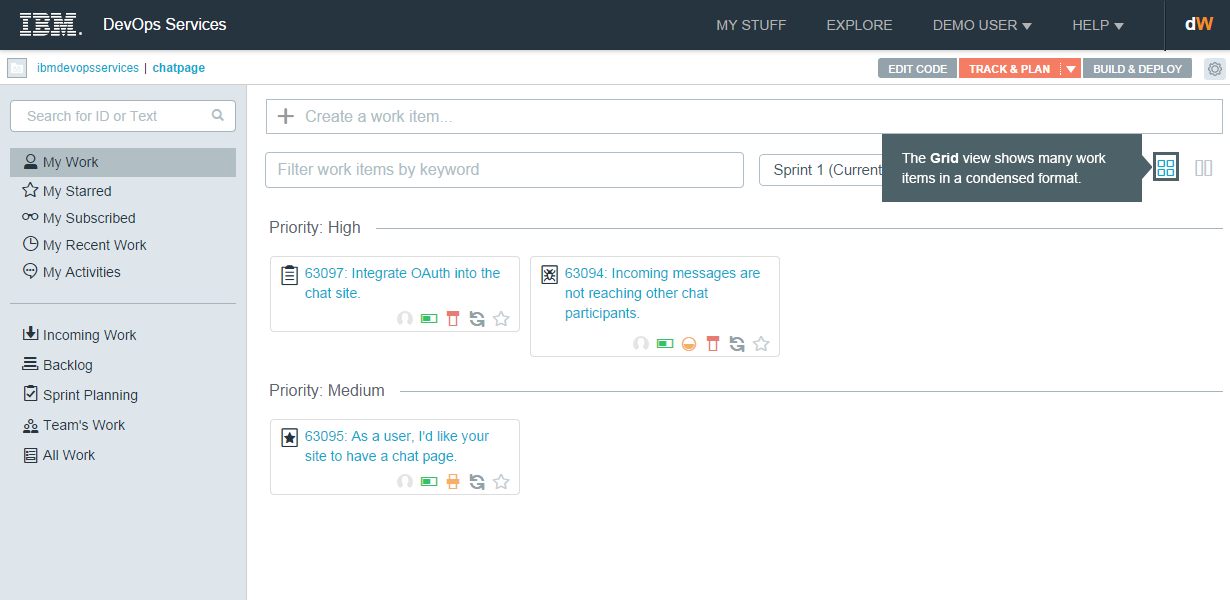 IBM. DevOps Services MY STUFF EXPLORE DEMO USER HELP dW
ibmdevopsservices | chatpage EDIT CODE TRACK & PLAN BUILD & DEPLOY
Search for ID or Text
My Work
My Starred
My Subscribed
My Recent Work
My Activities
Incoming Work
Backlog
Sprint Planning
Team's Work
All Work
Create a work item...
Filter work items by keyword
Sprint 1 (Current
The Grid view shows many work
items in a condensed format.
Priority: High
63097: Integrate OAuth into the
chat site.
63094: Incoming messages are
not reaching other chat
participants.
Priority: Medium
63095: As a user, I'd like your
site to have a chat page.